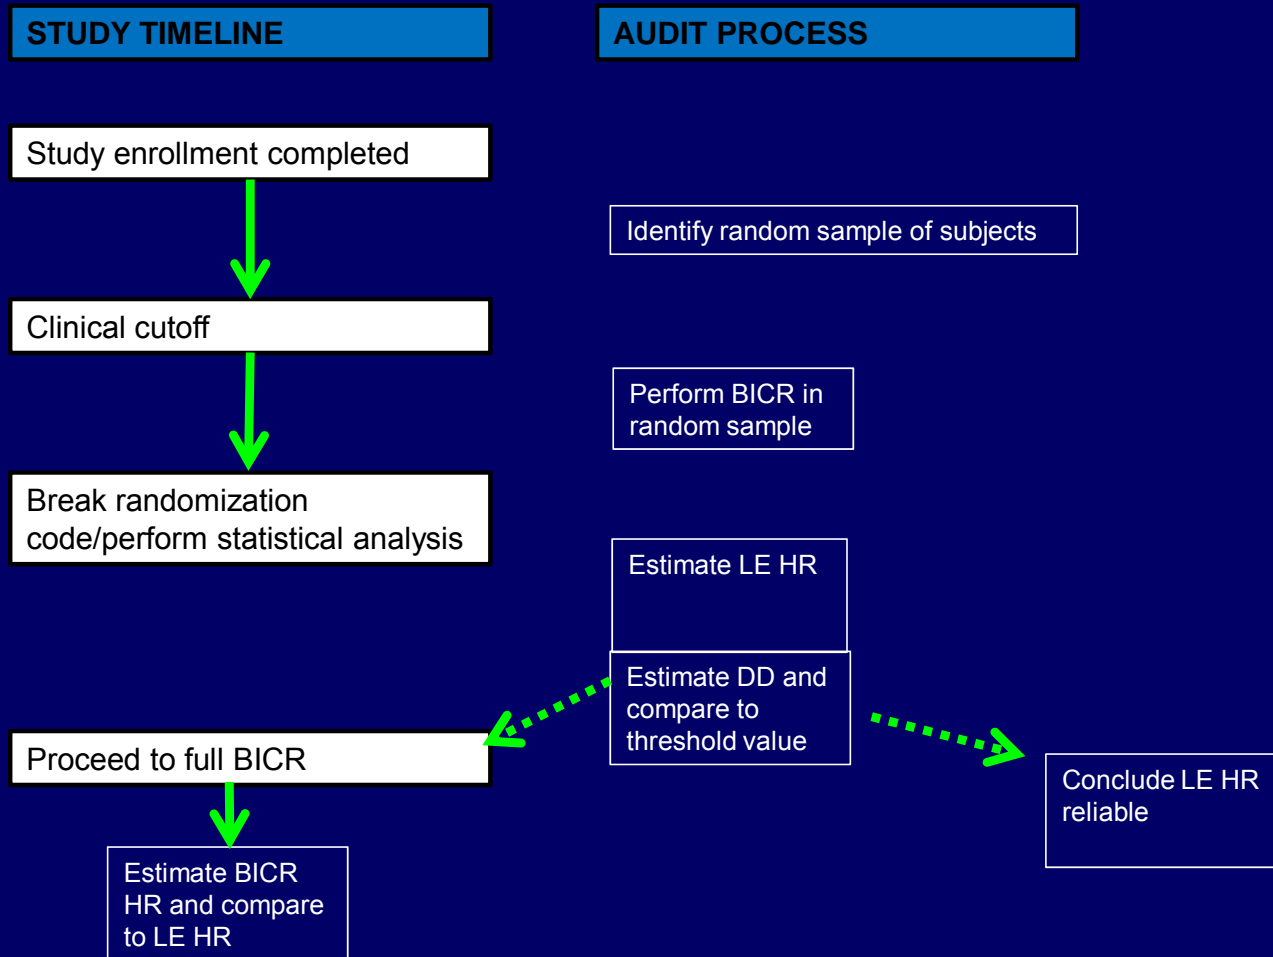 STUDY TIMELINE
AUDIT PROCESS
Study enrollment completed
Identify random sample of subjects
Clinical cutoff
Perform BICR in
random sample
Break randomization
code/perform statistical analysis
Estimate LE HR
Estimate DD and
compare to
threshold value
Proceed to full BICR
Conclude LE HR
reliable
Estimate BICR
HR and compare
to LE HR